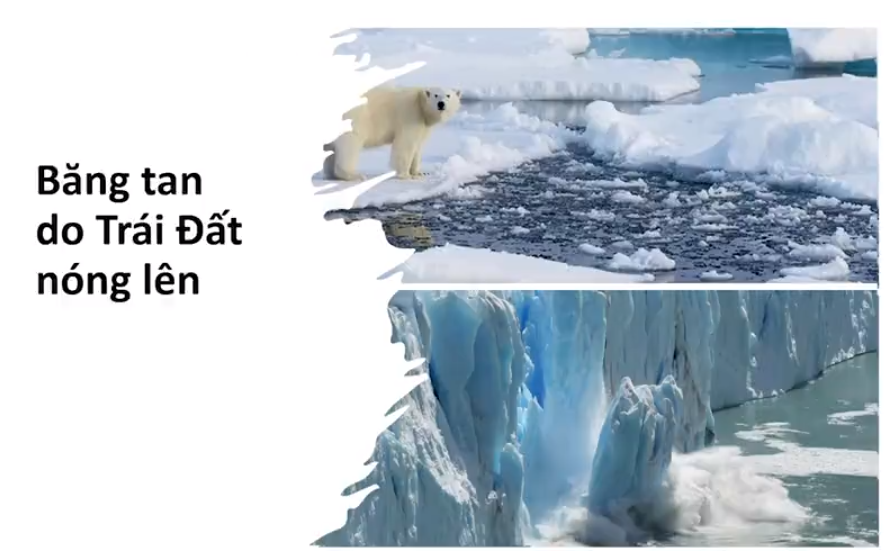 Băng tan
do Trái Đất
nóng lên